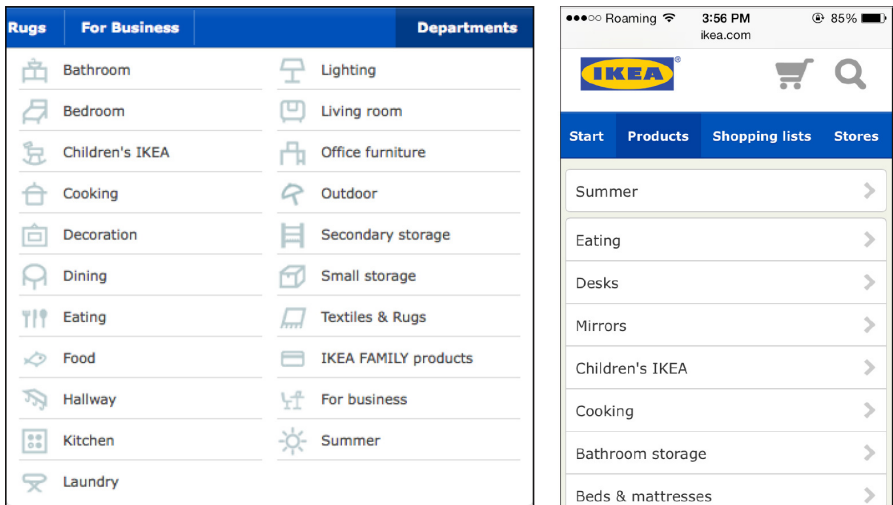 Rugs For Business Departments
Bathroom
Bedroom
Children's IKEA
Cooking
Decoration
Dining
Eating
Food
Hallway
Kitchen
Laundry
Lighting
Living room
Office furniture
Outdoor
Secondary storage
Small storage
Textiles & Rugs
IKEA FAMILY products
For business
Summer
Roaming 3:56 PM 85%
ikea.com
IKEA®
Start Products Shopping lists Stores
Summer
Eating
Desks
Mirrors
Children's IKEA
Cooking
Bathroom storage
Beds & mattresses